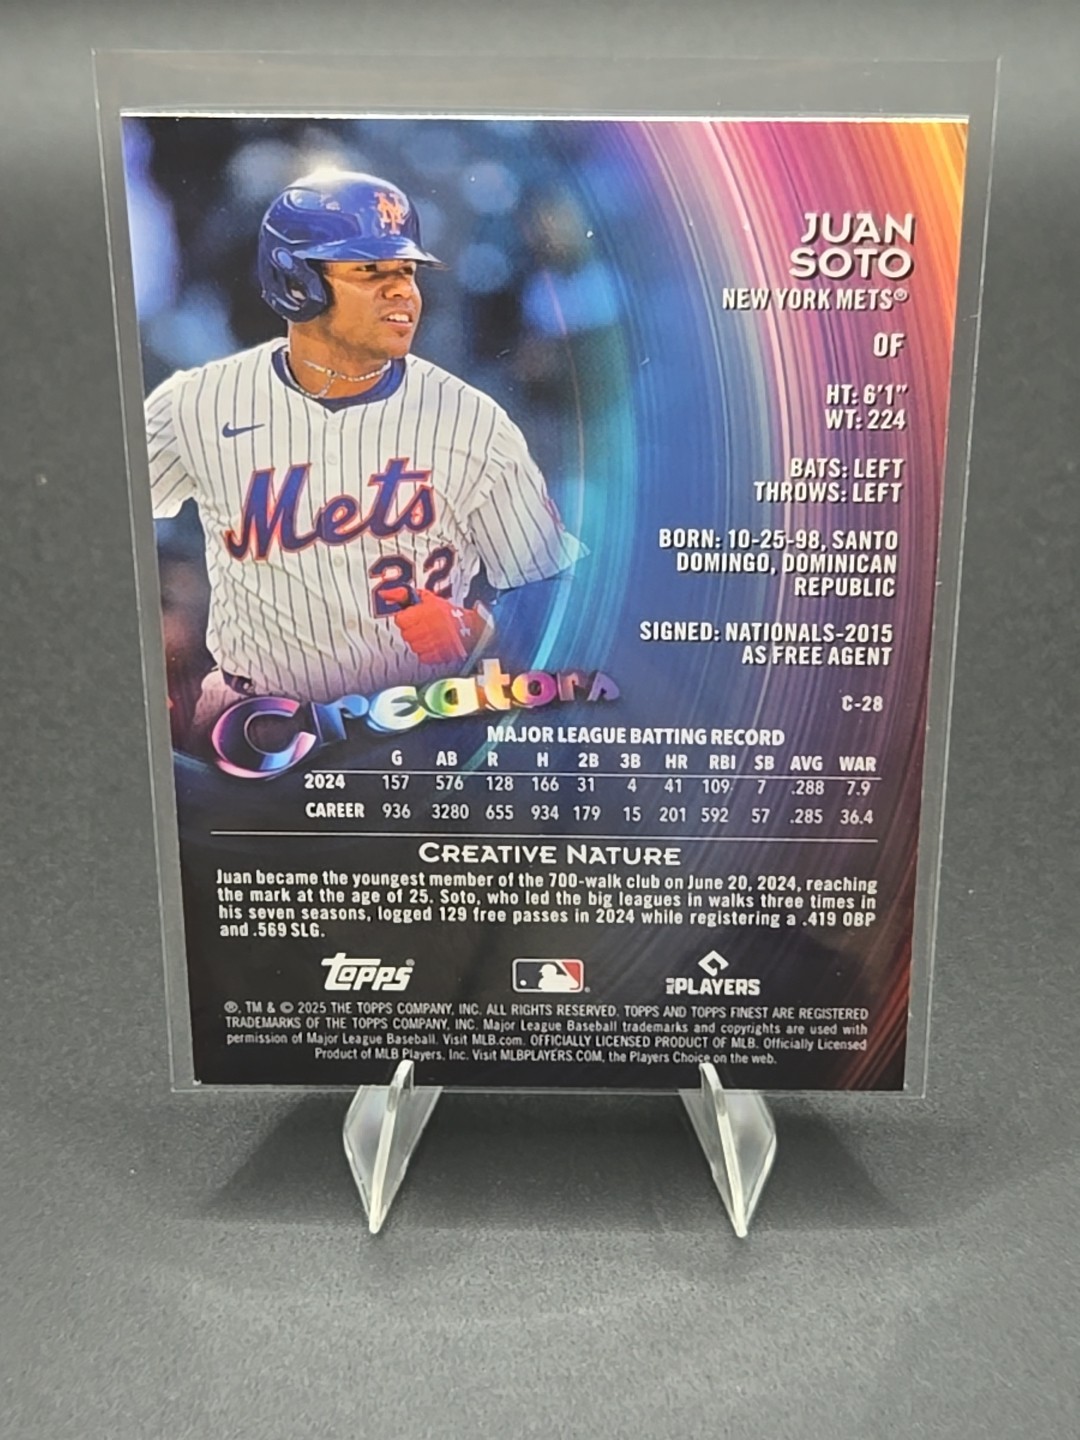 JUAN
SOTO
NEW YORK METS®
OF
HT: 6'1"
WT: 224
BATS: LEFT
THROWS: LEFT
BORN: 10-25-98, SANTO
DOMINGO, DOMINICAN
REPUBLIC
SIGNED: NATIONALS-2015
AS FREE AGENT
C-28
NY
Mets
22
Creators
MAJOR LEAGUE BATTING RECORD
G AB R H 2B 3B HR RBI SB AVG WAR
2024 157 576 128 166 31 4 41 109 7 .288 7.9
CAREER 936 3280 655 934 179 15 201 592 57 .285 36.4
CREATIVE NATURE
Juan became the youngest member of the 700-walk club on June 20, 2024, reaching
the mark at the age of 25. Soto, who led the big leagues in walks three times in
his seven seasons, logged 129 free passes in 2024 while registering a .419 OBP
and .569 SLG.
topps®
MLB PLAYERS
®, TM & © 2025 THE TOPPS COMPANY, INC. ALL RIGHTS RESERVED. TOPPS AND TOPPS FINEST ARE REGISTERED
TRADEMARKS OF THE TOPPS COMPANY, INC. Major League Baseball trademarks and copyrights are used with
permission of Major League Baseball. Visit MLB.com. OFFICIALLY LICENSED PRODUCT OF MLB. Officially Licensed
Product of MLB Players, Inc. Visit MLBPLAYERS.COM, the Players Choice on the web.